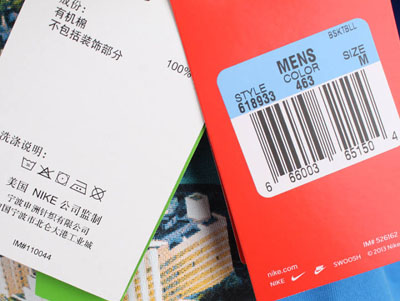 成份:
有机棉
不包括装饰部分
100%
洗涤说明:
美国 NIKE 公司监制
宁波申洲针织有限公司
国宁波市北仑大港工业城
IM#110044
BSKTBLL
MENS
STYLE COLOR SIZE
618933 463 M
6 66003 65150 4
IM# 526162
nike.com
NIKE SWOOSH © 2013 Nike